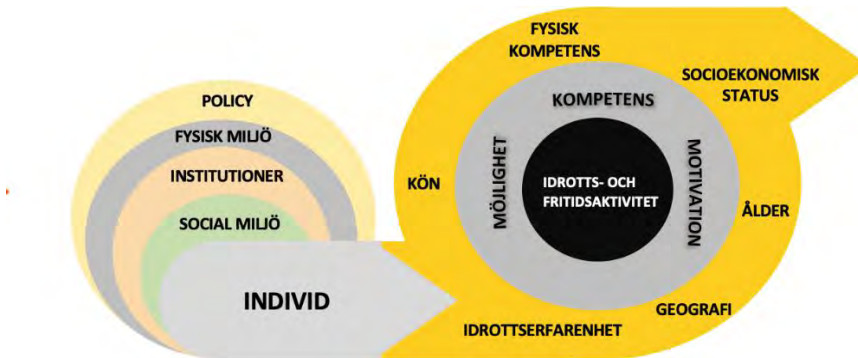 POLICY
FYSISK MILJÖ
INSTITUTIONER
SOCIAL MILJÖ
INDIVID
FYSISK
KOMPETENS
SOCIOEKONOMISK
STATUS
KÖN
ÅLDER
GEOGRAFI
IDROTTSERFARENHET
KOMPETENS
MÖJLIGHET
MOTIVATION
IDROTTS- OCH
FRITIDSAKTIVITET